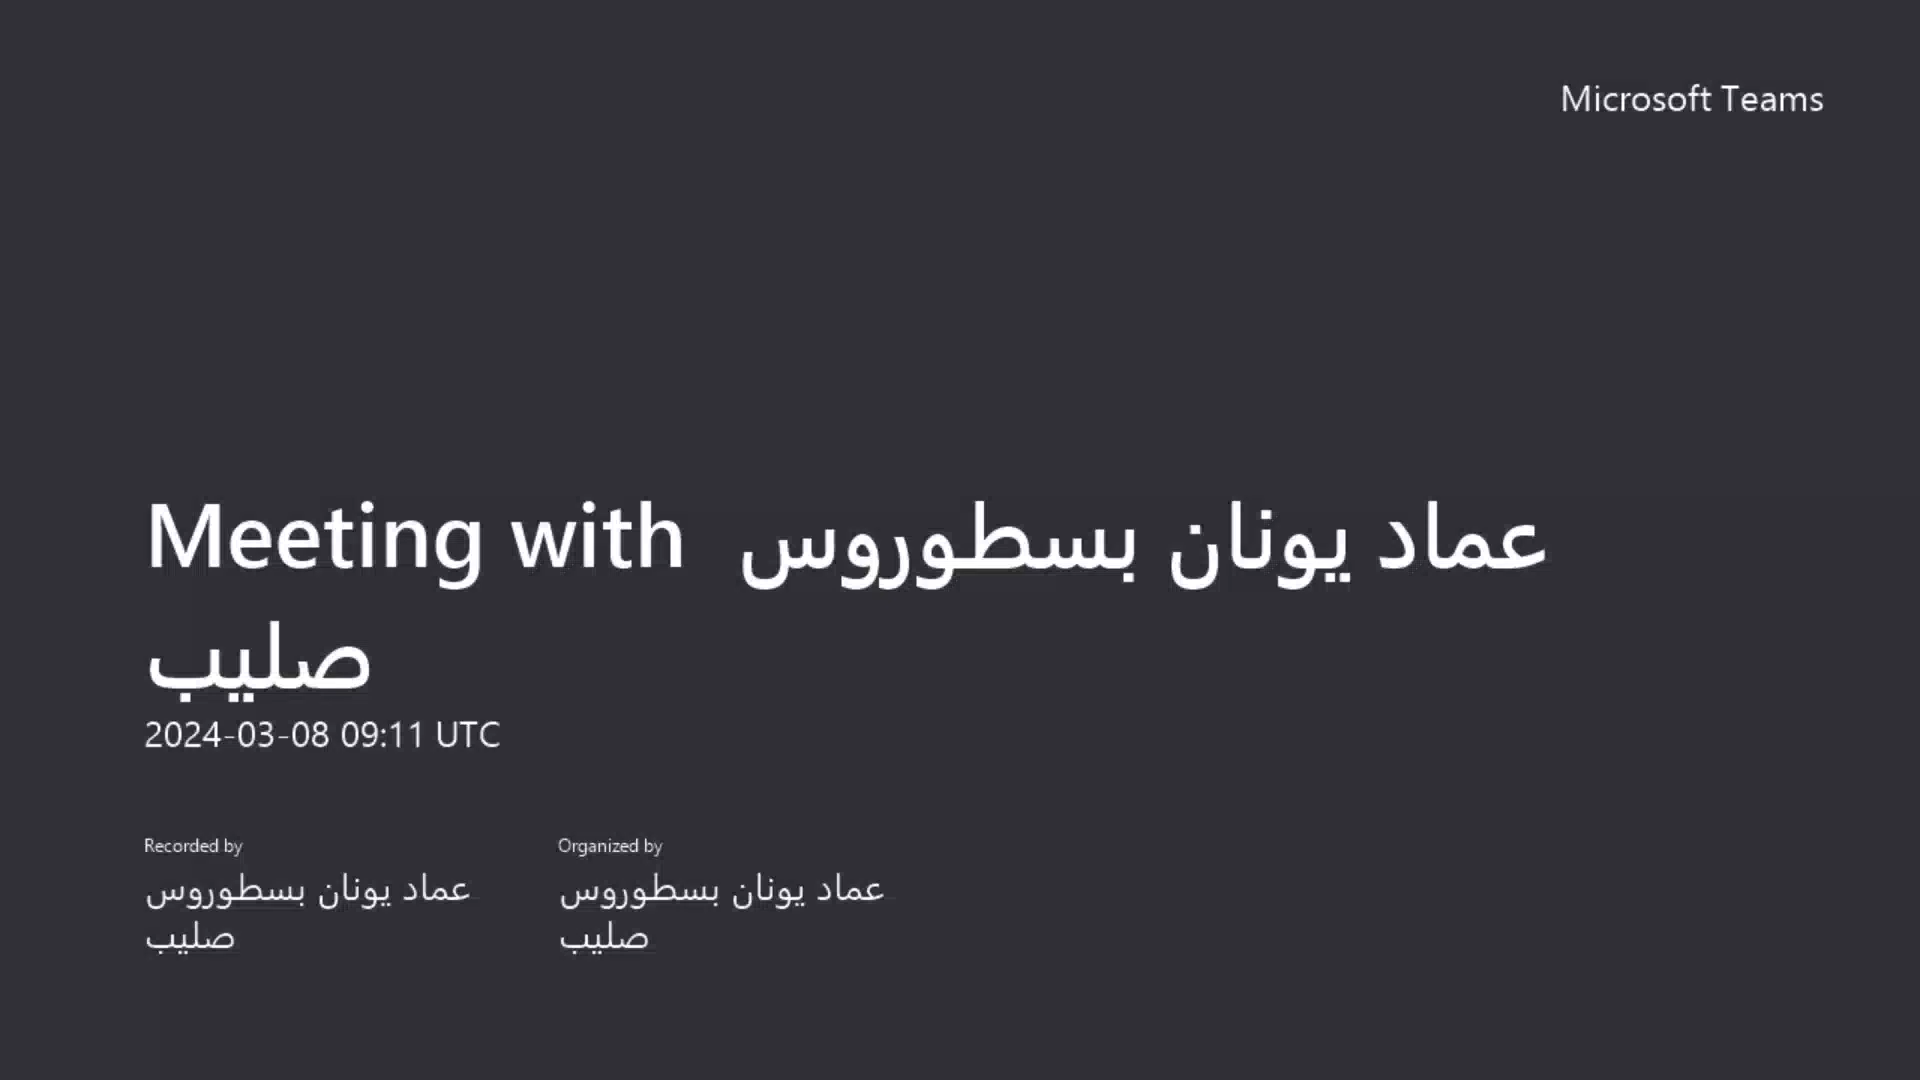 Microsoft Teams
Meeting with عماد يونان بسطوروس
صليب
2024-03-08 09:11 UTC
Recorded by
عماد يونان بسطوروس
صليب
Organized by
عماد يونان بسطوروس
صليب